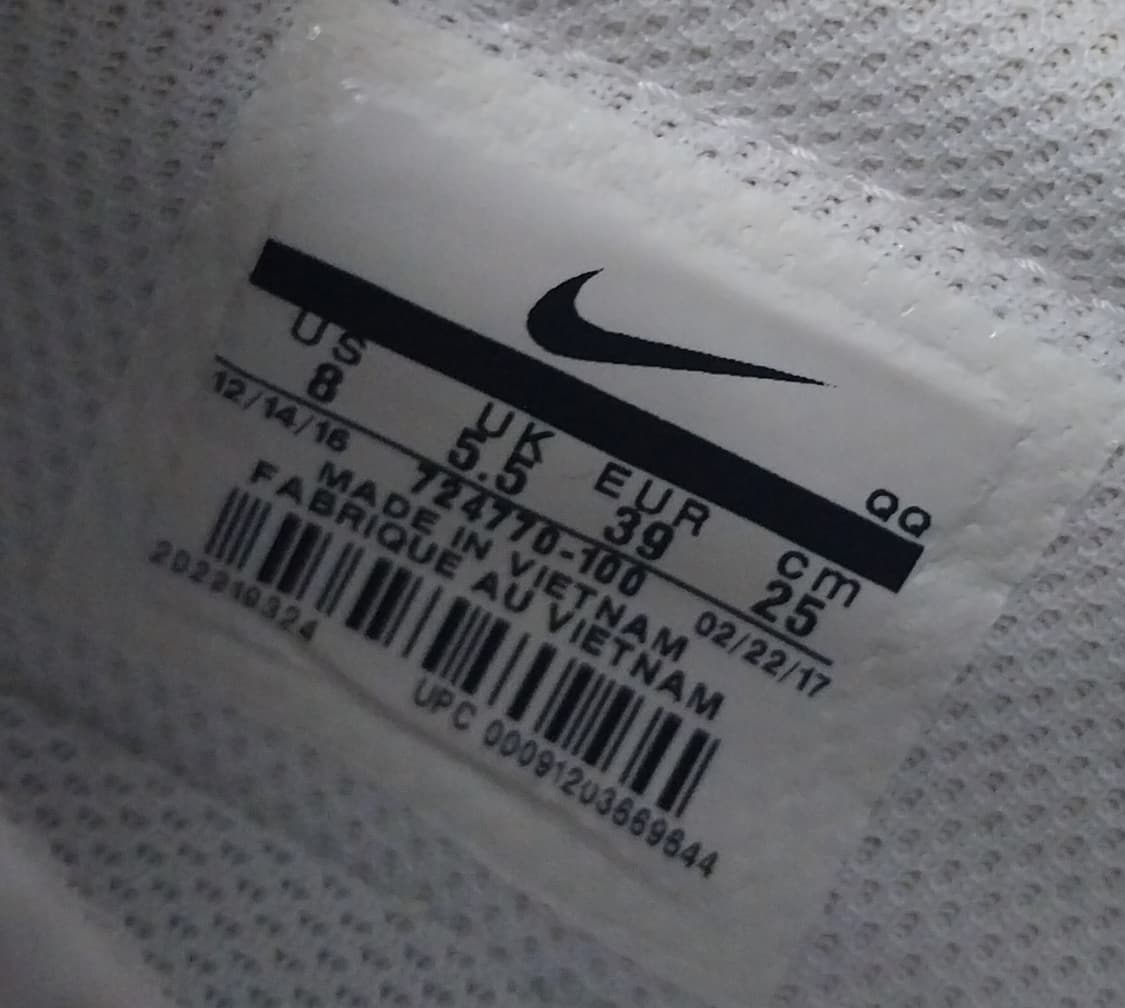 QQ
US UK EUR cm
8 5.5 39 25
12/14/16 724770-100 02/22/17
MADE IN VIETNAM
FABRIQUE AU VIETNAM
UPC 00091203669644